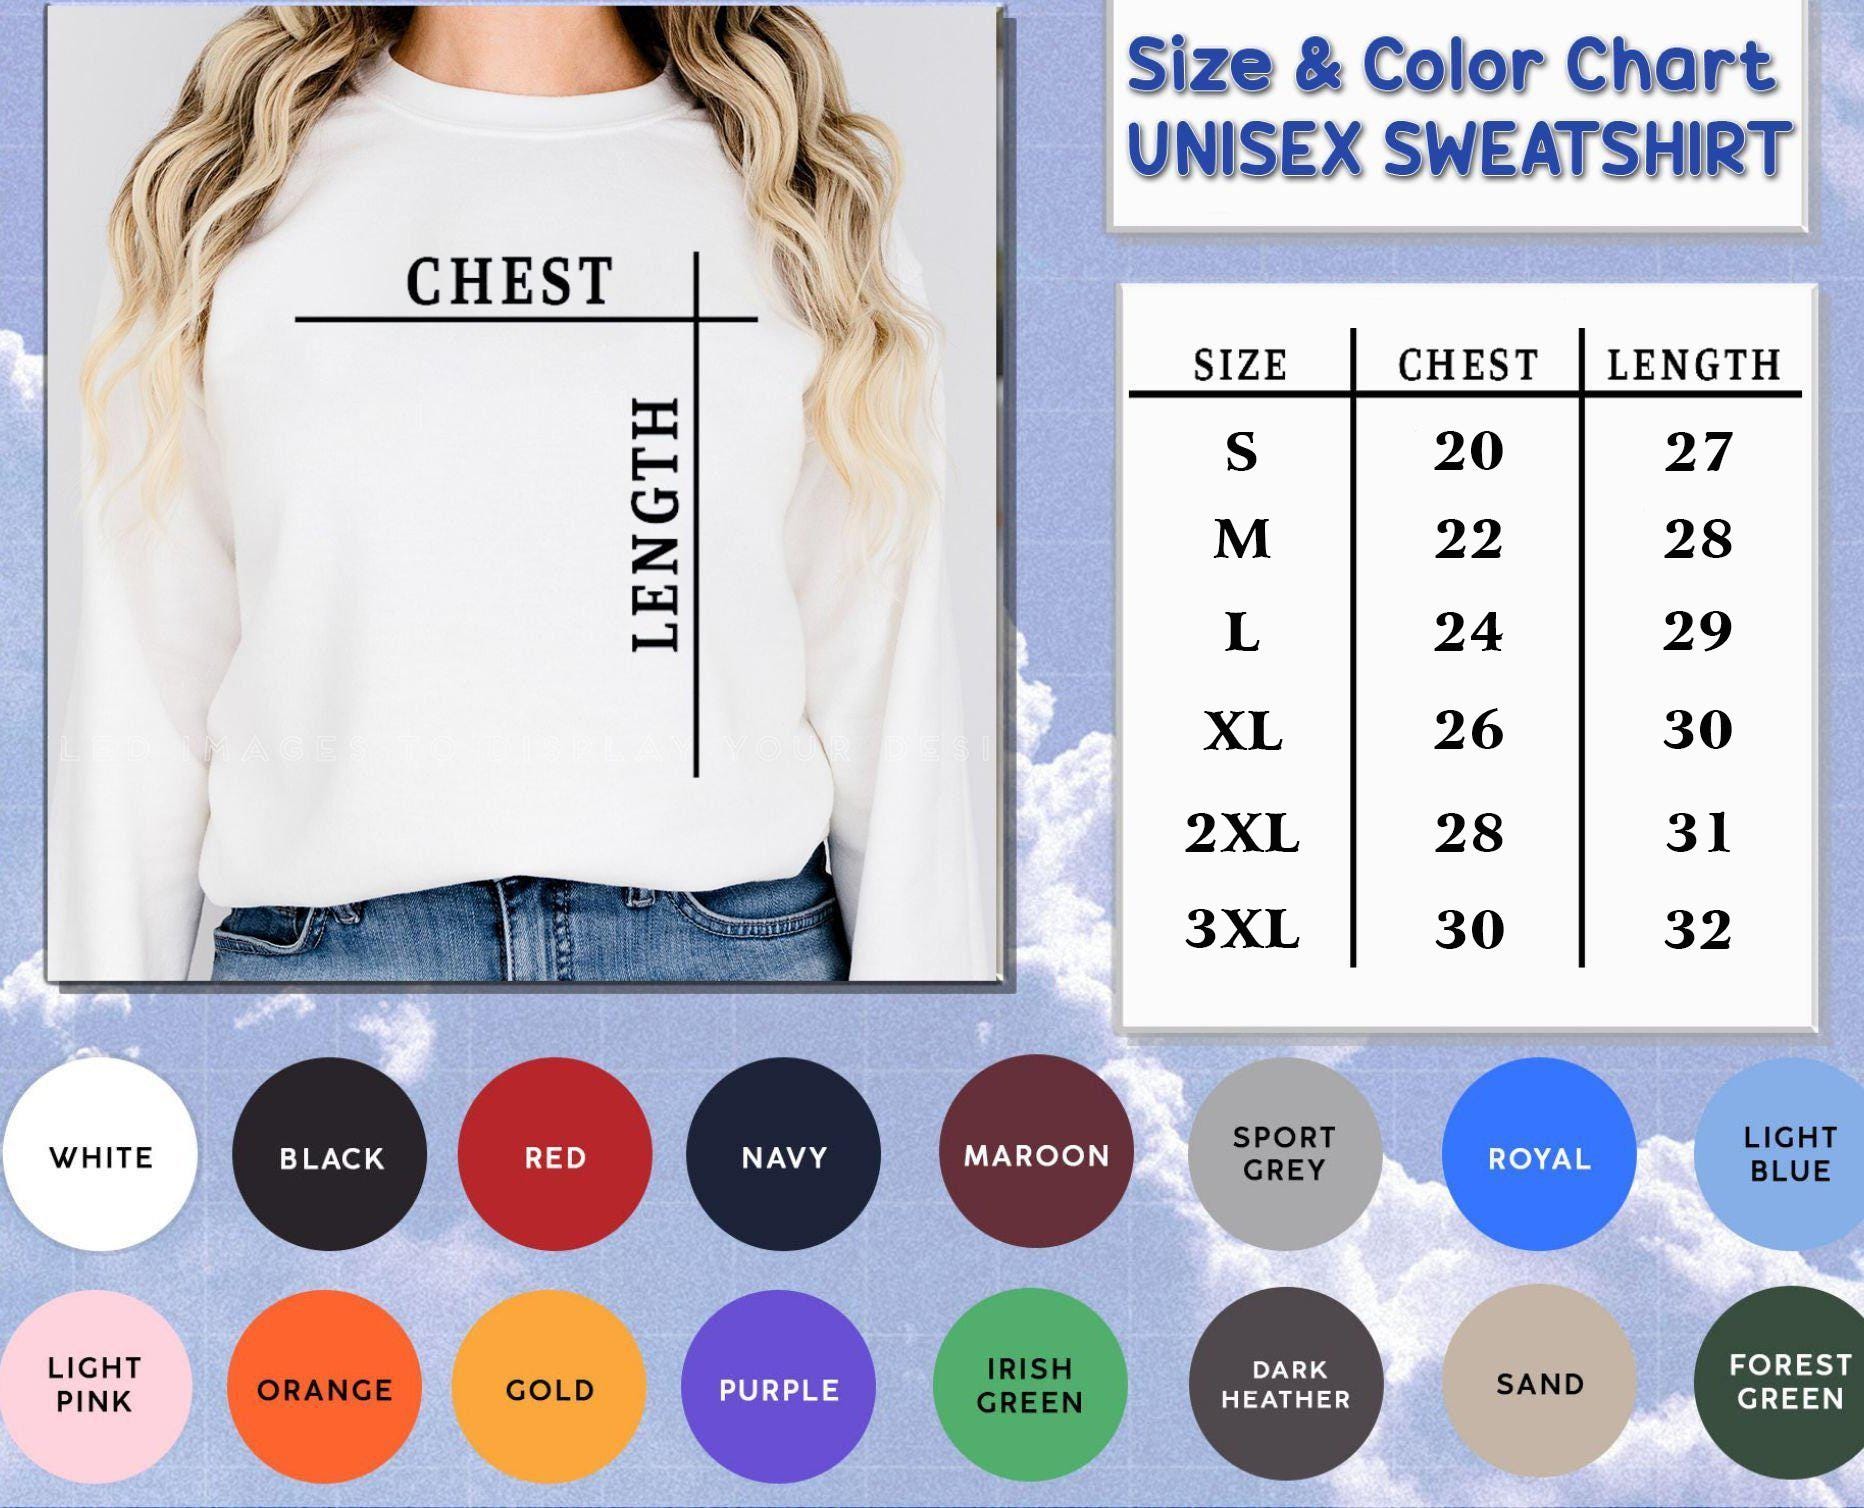 Size & Color Chart
UNISEX SWEATSHIRT
CHEST
LENGTH
LED IMAGES TO DISPLAY YOUR DESI
SIZE CHEST LENGTH
S 20 27
M 22 28
L 24 29
XL 26 30
2XL 28 31
3XL 30 32
WHITE
BLACK
RED
NAVY
MAROON
SPORT
GREY
ROYAL
LIGHT
BLUE
LIGHT
PINK
ORANGE
GOLD
PURPLE
IRISH
GREEN
DARK
HEATHER
SAND
FOREST
GREEN